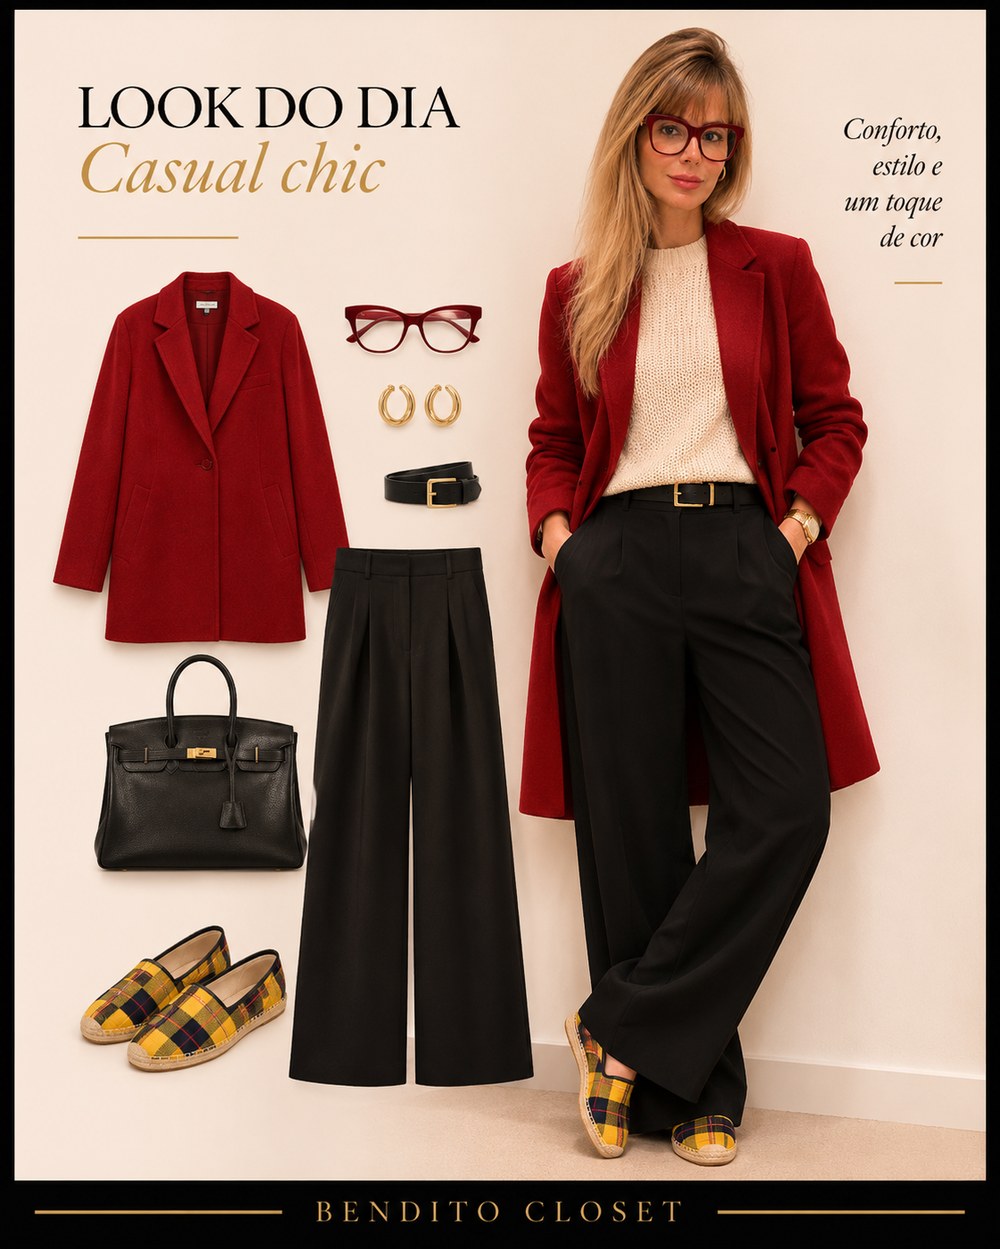 LOOK DO DIA
Casual chic
Conforto,
estilo e
um toque
de cor
BENDITO CLOSET